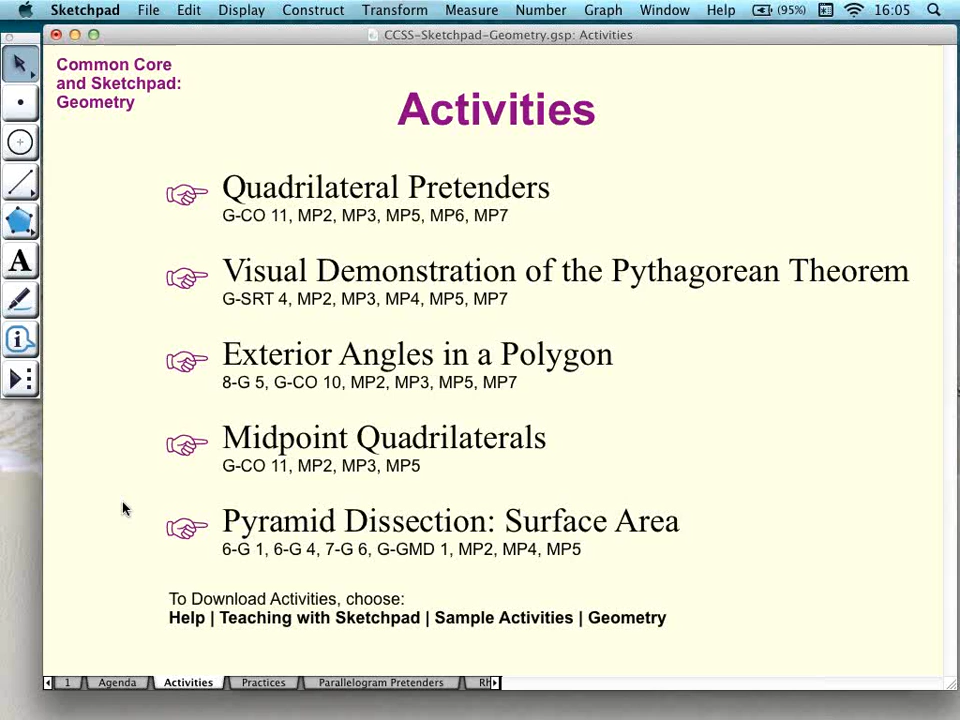 Sketchpad File Edit Display Construct Transform Measure Number Graph Window Help (95%) 16:05
CCSS-Sketchpad-Geometry.gsp: Activities
Common Core
and Sketchpad:
Geometry
Activities
Quadrilateral Pretenders
G-CO 11, MP2, MP3, MP5, MP6, MP7
Visual Demonstration of the Pythagorean Theorem
G-SRT 4, MP2, MP3, MP4, MP5, MP7
Exterior Angles in a Polygon
8-G 5, G-CO 10, MP2, MP3, MP5, MP7
Midpoint Quadrilaterals
G-CO 11, MP2, MP3, MP5
Pyramid Dissection: Surface Area
6-G 1, 6-G 4, 7-G 6, G-GMD 1, MP2, MP4, MP5
To Download Activities, choose:
Help | Teaching with Sketchpad | Sample Activities | Geometry
A
1 Agenda Activities Practices Parallelogram Pretenders Rh